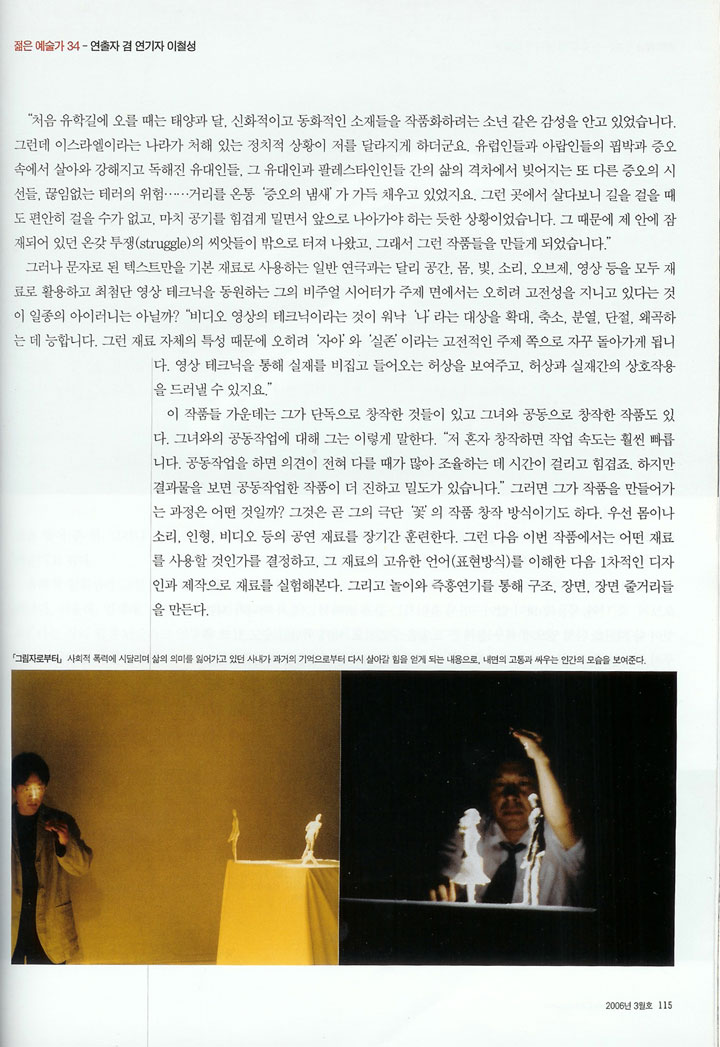 젊은 예술가 34 - 연출자 겸 연기자 이철성
“처음 유학길에 오를 때는 태양과 달, 신화적이고 동화적인 소재들을 작품화하려는 소년 같은 감성을 안고 있었습니다.
그런데 이스라엘이라는 나라가 처해 있는 정치적 상황이 저를 달라지게 하더군요. 유럽인들과 아랍인들의 핍박과 증오
속에서 살아와 강해지고 독해진 유대인들, 그 유대인과 팔레스타인인들 간의 삶의 격차에서 빚어지는 또 다른 증오의 시
선들, 끊임없는 테러의 위험……거리를 온통 ‘증오의 냄새’가 가득 채우고 있었지요. 그런 곳에서 살다보니 길을 걸을 때
도 편안히 걸을 수가 없고, 마치 공기를 힘겹게 밀면서 앞으로 나아가야 하는 듯한 상황이었습니다. 그 때문에 제 안에 잠
재되어 있던 온갖 투쟁(struggle)의 씨앗들이 밖으로 터져 나왔고, 그래서 그런 작품들을 만들게 되었습니다.”
그러나 문자로 된 텍스트만을 기본 재료로 사용하는 일반 연극과는 달리 공간, 몸, 빛, 소리, 오브제, 영상 등을 모두 재
료로 활용하고 최첨단 영상 테크닉을 동원하는 그의 비주얼 시어터가 주제 면에서는 오히려 고전성을 지니고 있다는 것
이 일종의 아이러니는 아닐까? “비디오 영상의 테크닉이라는 것이 워낙 ‘나’라는 대상을 확대, 축소, 분열, 단절, 왜곡하
는 데 능합니다. 그런 재료 자체의 특성 때문에 오히려 ‘자아’와 ‘실존’이라는 고전적인 주제 쪽으로 자꾸 돌아가게 됩니
다. 영상 테크닉을 통해 실재를 비집고 들어오는 허상을 보여주고, 허상과 실재간의 상호작용
을 드러낼 수 있지요.”
이 작품들 가운데는 그가 단독으로 창작한 것들이 있고 그녀와 공동으로 창작한 작품도 있
다. 그녀와의 공동작업에 대해 그는 이렇게 말한다. “저 혼자 창작하면 작업 속도는 훨씬 빠릅
니다. 공동작업을 하면 의견이 전혀 다를 때가 많아 조율하는 데 시간이 걸리고 힘겹죠. 하지만
결과물을 보면 공동작업한 작품이 더 진하고 밀도가 있습니다.” 그러면 그가 작품을 만들어가
는 과정은 어떤 것일까? 그것은 곧 그의 극단 ‘꽃’의 작품 창작 방식이기도 하다. 우선 몸이나
소리, 인형, 비디오 등의 공연 재료를 장기간 훈련한다. 그런 다음 이번 작품에서는 어떤 재료
를 사용할 것인가를 결정하고, 그 재료의 고유한 언어(표현방식)를 이해한 다음 1차적인 디자
인과 제작으로 재료를 실험해본다. 그리고 놀이와 즉흥연기를 통해 구조, 장면, 장면 줄거리들
을 만든다.
「그림자로부터」 사회적 폭력에 시달리며 삶의 의미를 잃어가고 있던 사내가 과거의 기억으로부터 다시 살아갈 힘을 얻게 되는 내용으로, 내면의 고통과 싸우는 인간의 모습을 보여준다.
2006년 3월호 115